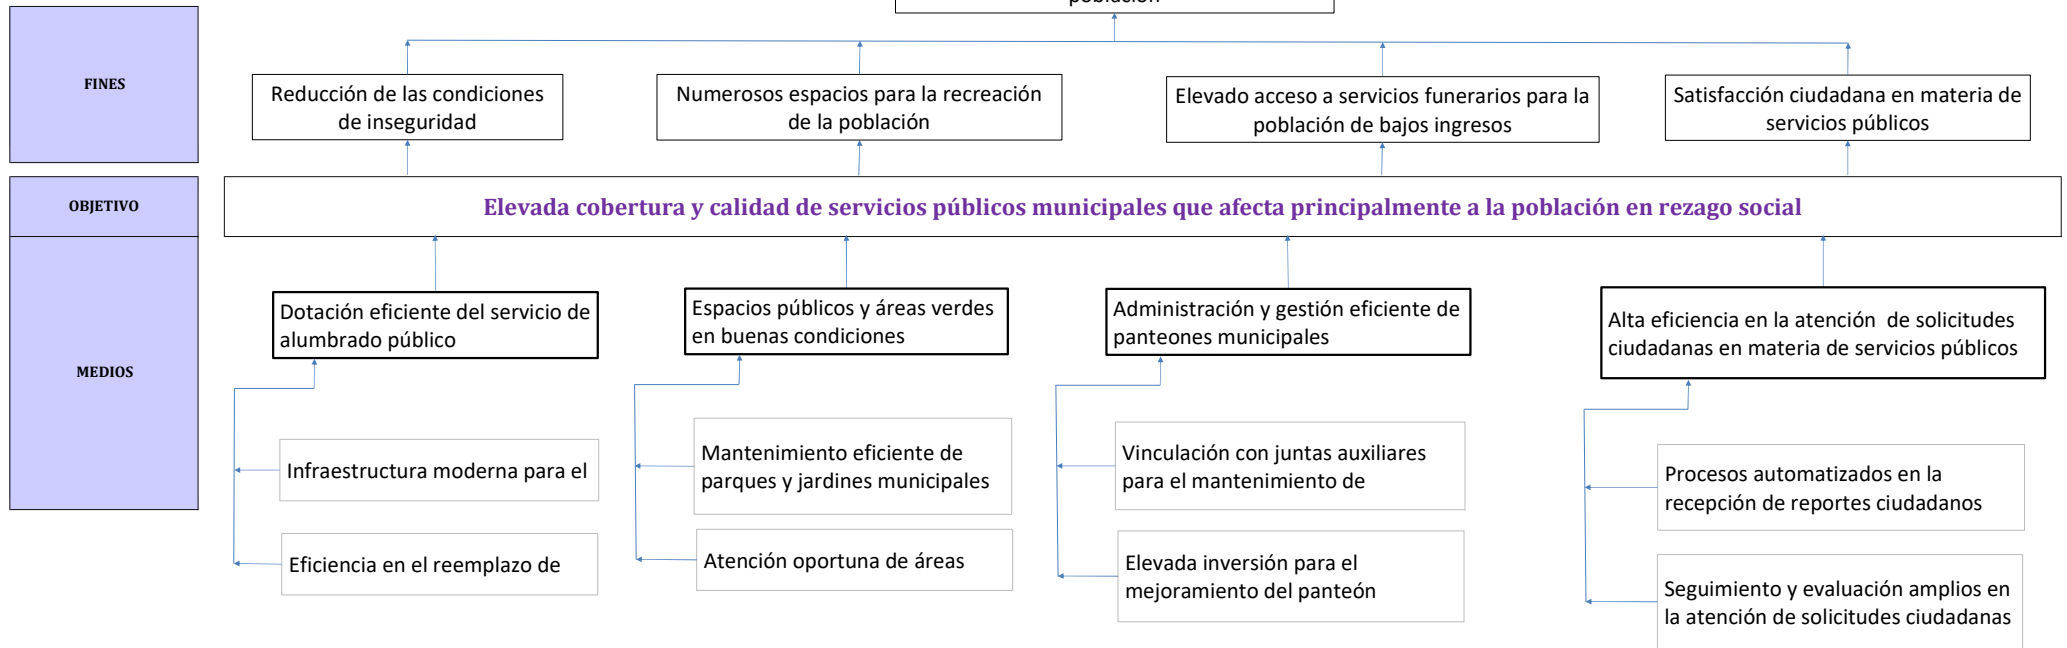 población
FINES
Reducción de las condiciones
de inseguridad
Numerosos espacios para la recreación
de la población
Elevado acceso a servicios funerarios para la
población de bajos ingresos
Satisfacción ciudadana en materia de
servicios públicos
OBJETIVO
Elevada cobertura y calidad de servicios públicos municipales que afecta principalmente a la población en rezago social
MEDIOS
Dotación eficiente del servicio de
alumbrado público
Espacios públicos y áreas verdes
en buenas condiciones
Administración y gestión eficiente de
panteones municipales
Alta eficiencia en la atención  de solicitudes
ciudadanas en materia de servicios públicos
Infraestructura moderna para el
Mantenimiento eficiente de
parques y jardines municipales
Vinculación con juntas auxiliares
para el mantenimiento de
Procesos automatizados en la
recepción de reportes ciudadanos
Eficiencia en el reemplazo de
Atención oportuna de áreas
Elevada inversión para el
mejoramiento del panteón
Seguimiento y evaluación amplios en
la atención de solicitudes ciudadanas